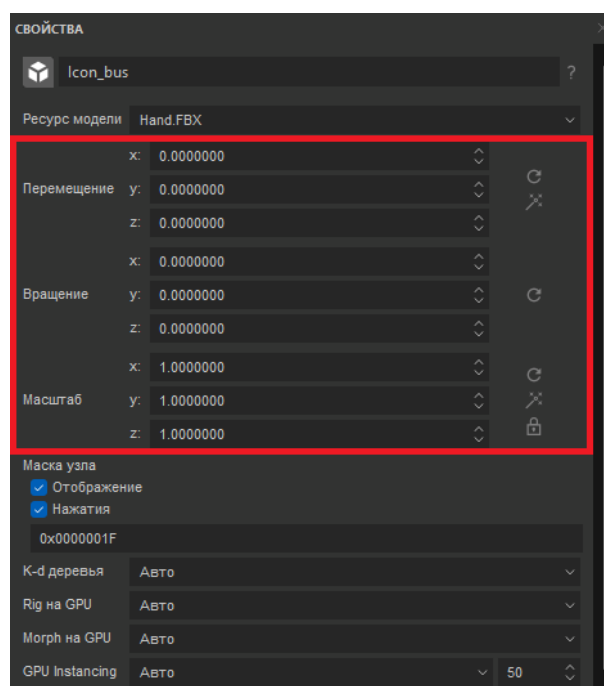 СВОЙСТВА
Icon_bus ?
Ресурс модели Hand.FBX
x: 0.0000000
Перемещение y: 0.0000000
z: 0.0000000
x: 0.0000000
Вращение y: 0.0000000
z: 0.0000000
x: 1.0000000
Масштаб y: 1.0000000
z: 1.0000000
Маска узла
Отображение
Нажатия
0x0000001F
K-d деревья Авто
Rig на GPU Авто
Morph на GPU Авто
GPU Instancing Авто 50